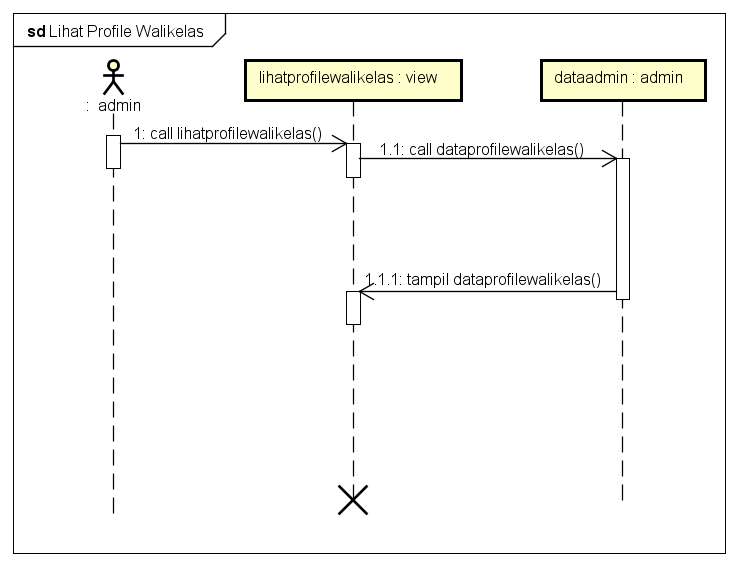 sd Lihat Profile Walikelas
: admin
lihatprofilewalikelas : view
dataadmin : admin
1: call lihatprofilewalikelas()
1.1: call dataprofilewalikelas()
1.1.1: tampil dataprofilewalikelas()